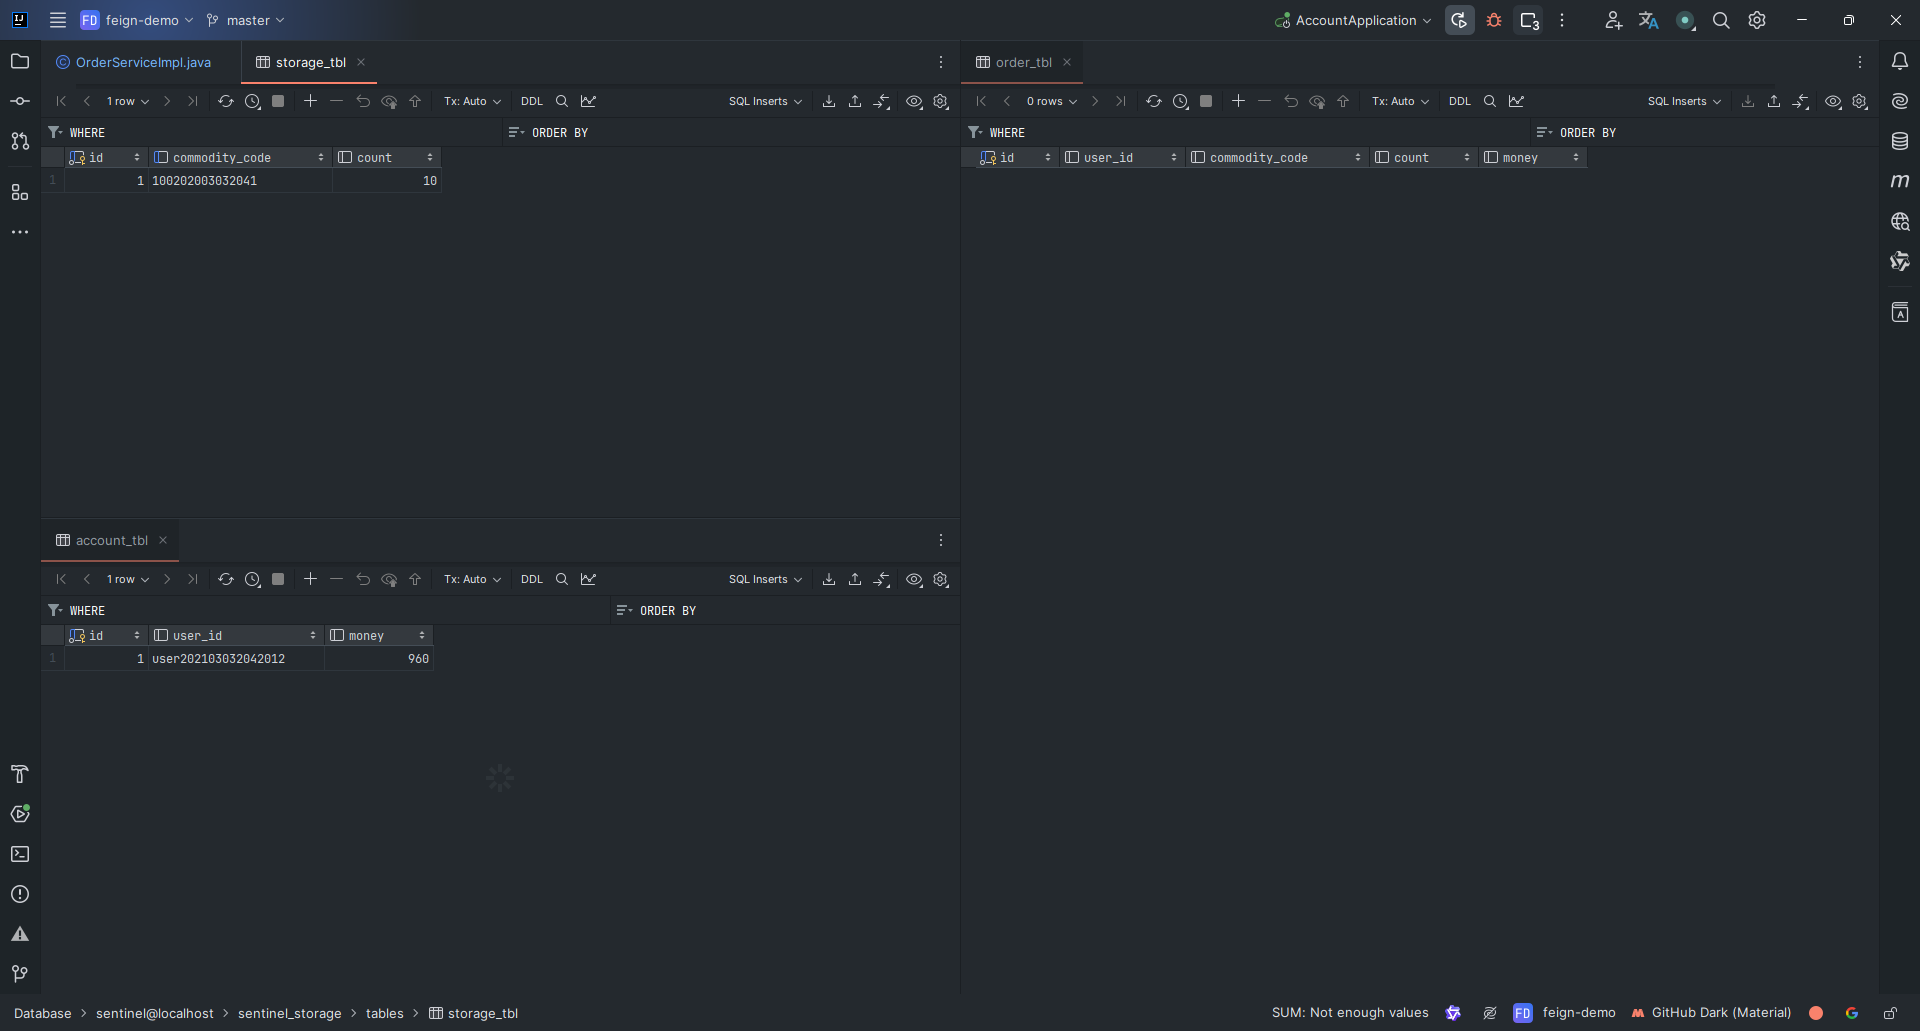 IJ FD feign-demo master AccountApplication 3
OrderServiceImpl.java storage_tbl
1 row Tx: Auto DDL SQL Inserts
WHERE ORDER BY
id commodity_code count
1 1 100202003032041 10
account_tbl
1 row Tx: Auto DDL SQL Inserts
WHERE ORDER BY
id user_id money
1 1 user202103032042012 960
order_tbl
0 rows Tx: Auto DDL SQL Inserts
WHERE ORDER BY
id user_id commodity_code count money
Database sentinel@localhost sentinel_storage tables storage_tbl SUM: Not enough values FD feign-demo GitHub Dark (Material)